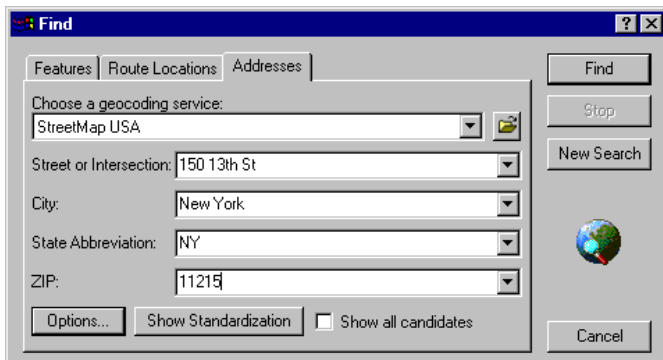 Find
Features Route Locations Addresses
Find
Choose a geocoding service:
StreetMap USA
Stop
Street or Intersection: 150 13th St
New Search
City: New York
State Abbreviation: NY
ZIP: 11215
Options... Show Standardization Show all candidates
Cancel